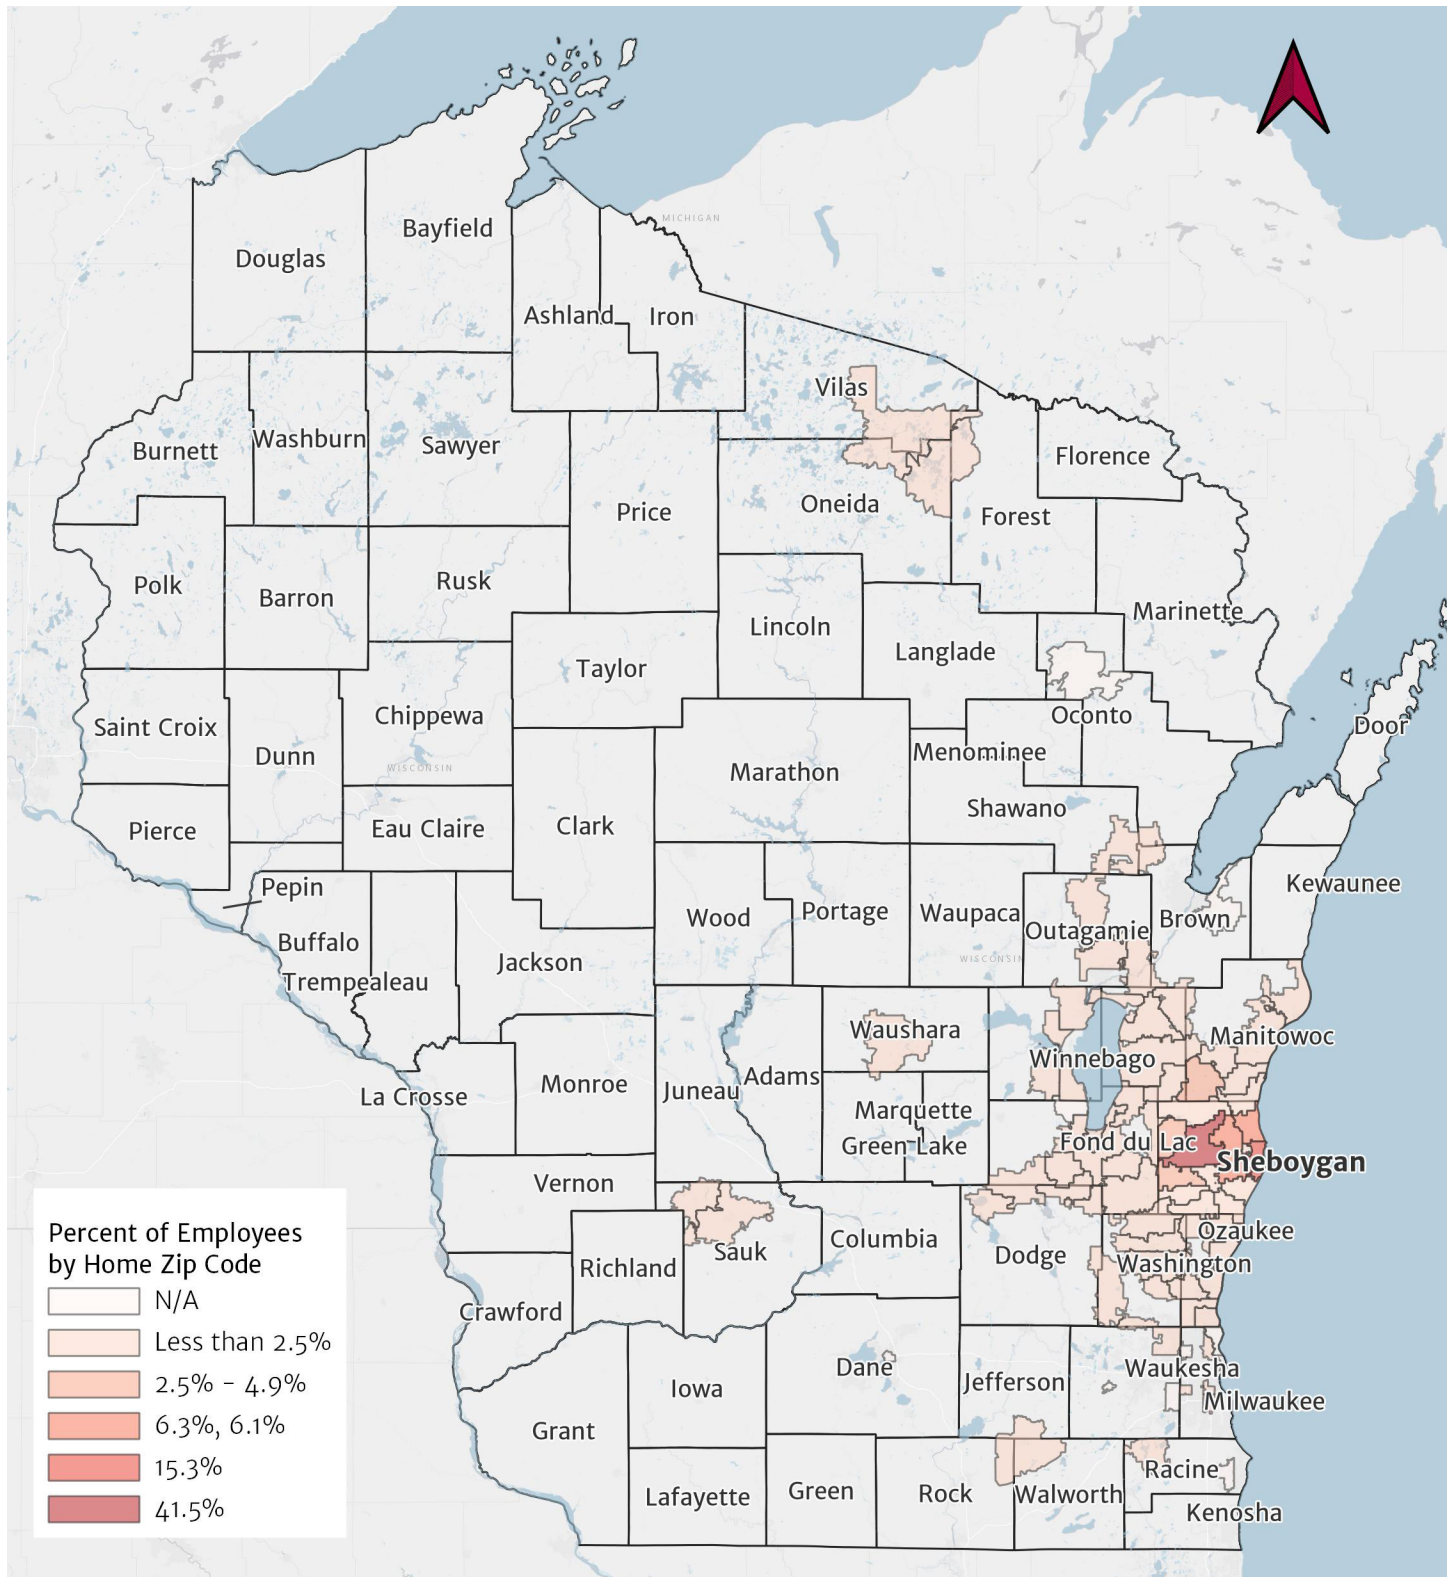 MICHIGAN
Bayfield
Douglas
Ashland
Iron
Vilas
Washburn
Sawyer
Burnett
Florence
Oneida
Price
Forest
Rusk
Polk
Barron
Marinette
Lincoln
Langlade
Taylor
Oconto
Chippewa
Saint Croix
Door
Menominee
Dunn
WISCONSIN
Marathon
Shawano
Clark
Eau Claire
Pierce
Kewaunee
Pepin
Portage
Waupaca
Wood
Brown
Outagamie
Buffalo
WISCONSIN
Jackson
Trempealeau
Waushara
Manitowoc
Winnebago
Adams
Monroe
Juneau
La Crosse
Marquette
Fond du Lac
Green Lake
Sheboygan
Vernon
Ozaukee
Columbia
Sauk
Dodge
Washington
Richland
Crawford
Dane
Waukesha
Jefferson
Iowa
Milwaukee
Grant
Racine
Green
Rock
Walworth
Lafayette
Kenosha
Percent of Employees
by Home Zip Code
N/A
Less than 2.5%
2.5% - 4.9%
6.3%, 6.1%
15.3%
41.5%